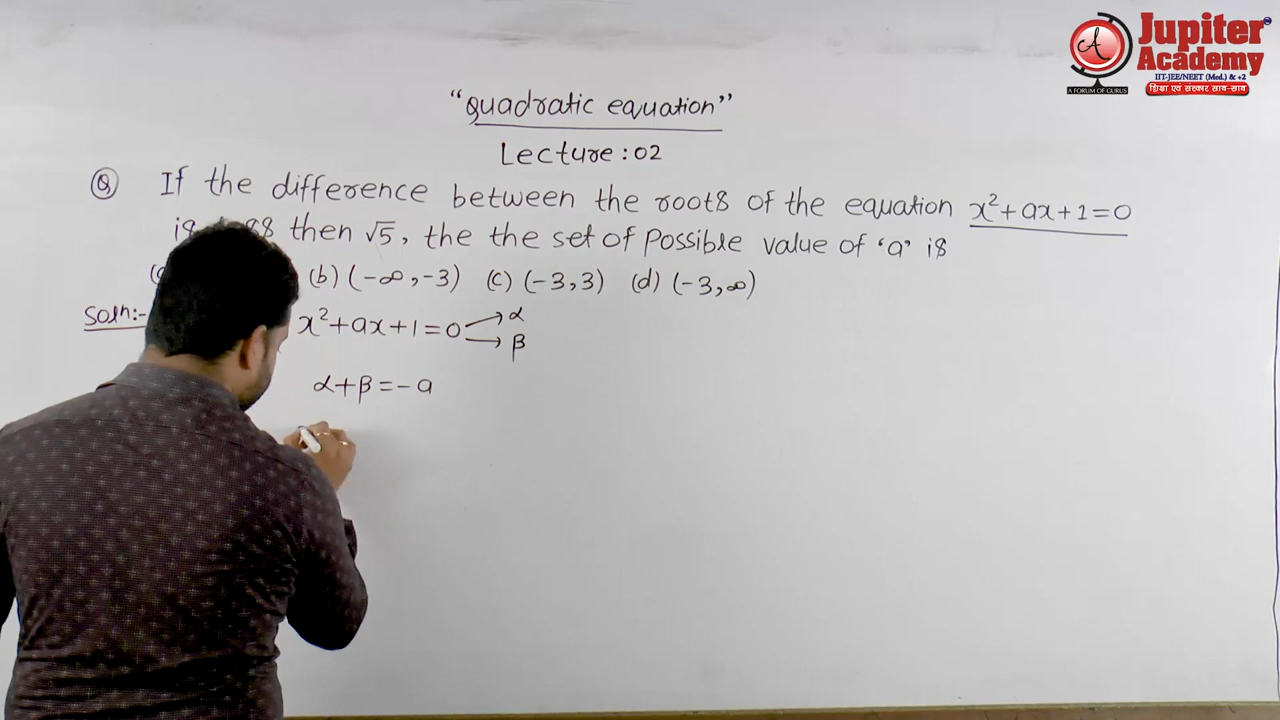 Jupiter
Academy
IIT-JEE/NEET (Med.) & +2
A FORUM OF GURUS
शिक्षा एवं संस्कार साथ-साथ
"Quadratic equation"
Lecture: 02
Q If the difference between the roots of the equation x²+ax+1=0
is then √5, the the set of possible value of 'a' is
(b) (-∞, -3) (c) (-3, 3) (d) (-3, ∞)
Soln:- x²+ax+1=0 → α
→ β
α+β=-a